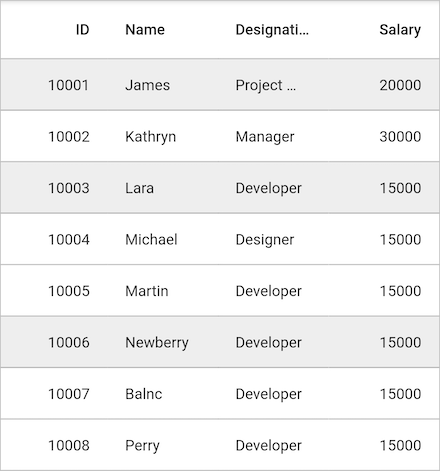 ID Name Designati... Salary
10001 James Project ... 20000
10002 Kathryn Manager 30000
10003 Lara Developer 15000
10004 Michael Designer 15000
10005 Martin Developer 15000
10006 Newberry Developer 15000
10007 Balnc Developer 15000
10008 Perry Developer 15000